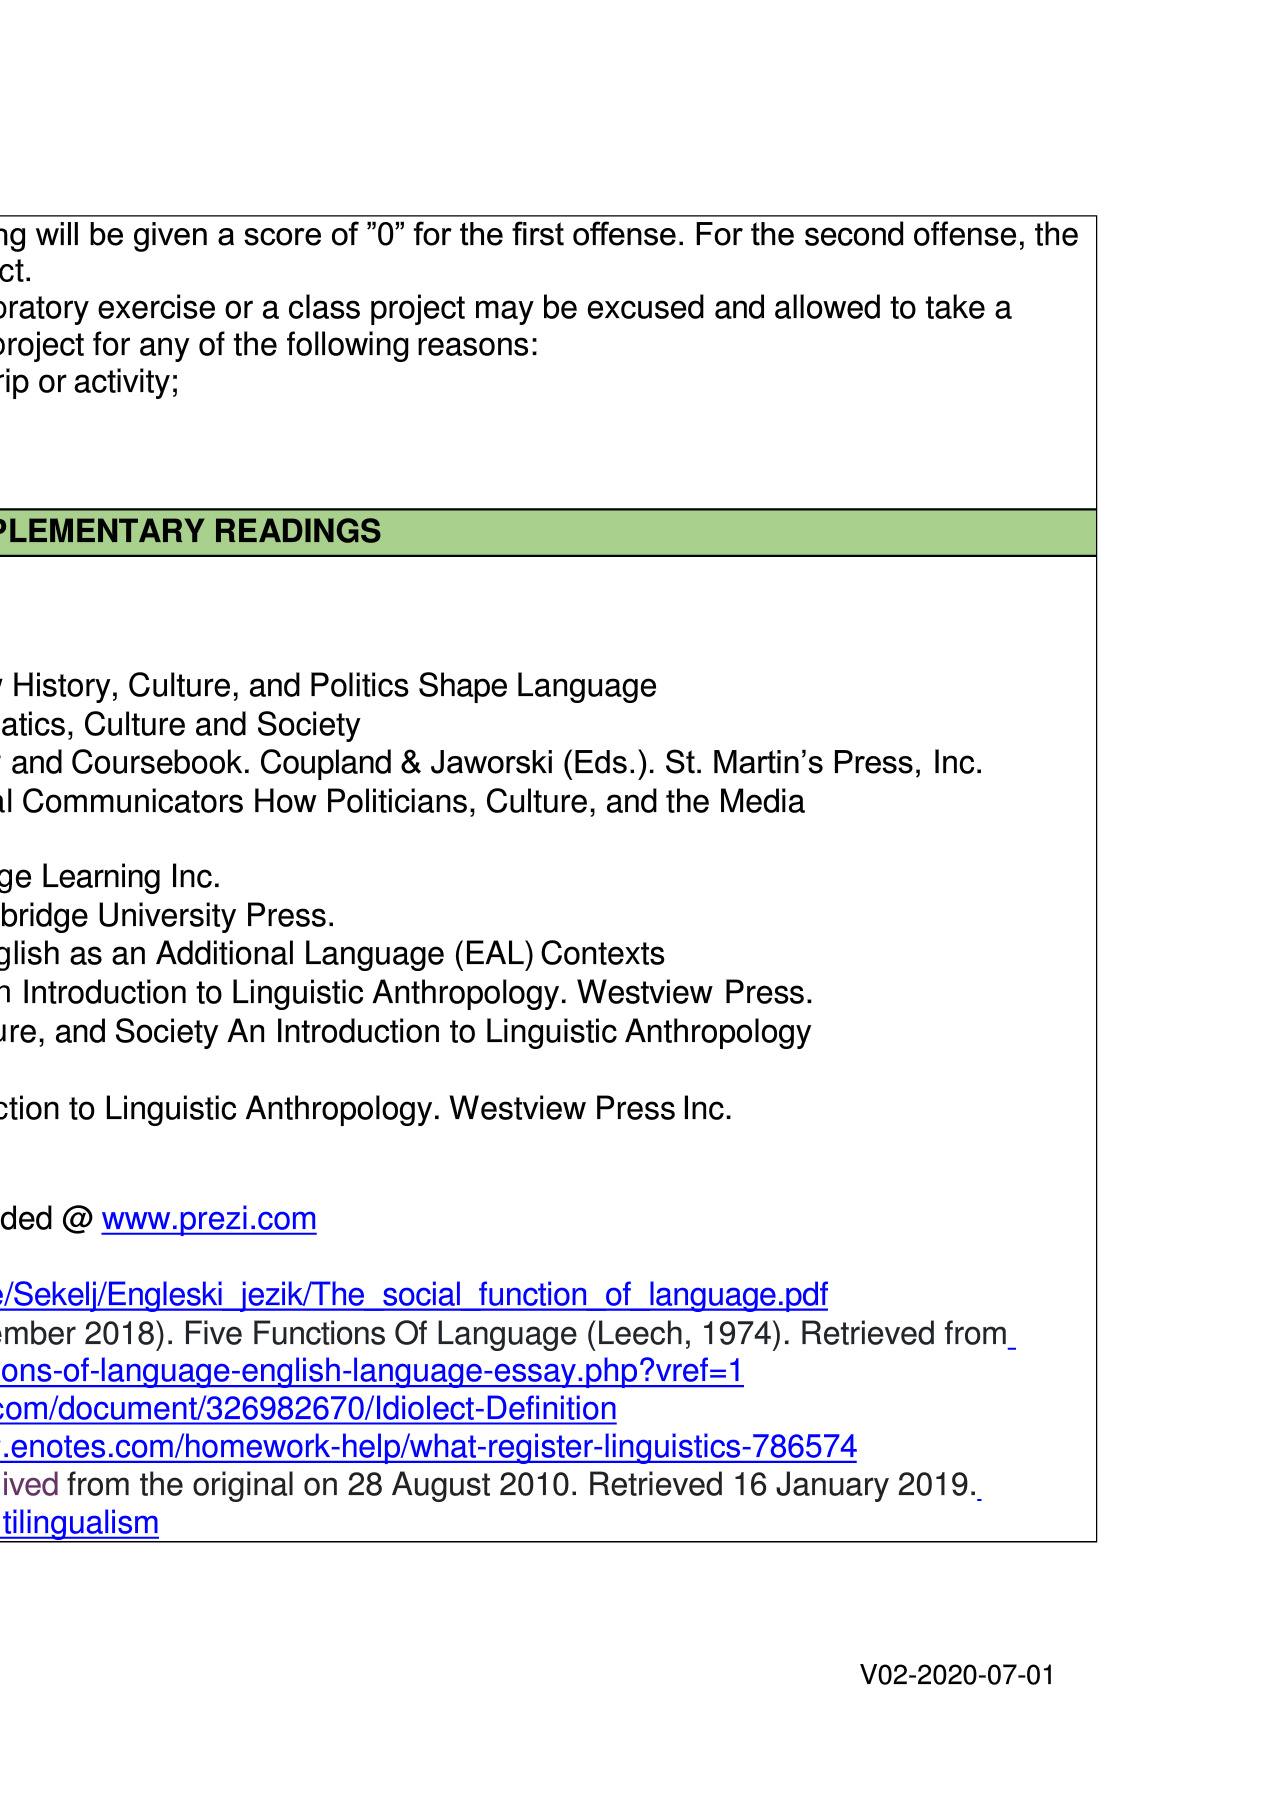 ng will be given a score of ”0” for the first offense. For the second offense, the
ct.
oratory exercise or a class project may be excused and allowed to take a
project for any of the following reasons:
rip or activity;
PLEMENTARY READINGS
History, Culture, and Politics Shape Language
atics, Culture and Society
and Coursebook. Coupland & Jaworski (Eds.). St. Martin’s Press, Inc.
al Communicators How Politicians, Culture, and the Media
ge Learning Inc.
bridge University Press.
glish as an Additional Language (EAL) Contexts
n Introduction to Linguistic Anthropology. Westview Press.
ure, and Society An Introduction to Linguistic Anthropology
ction to Linguistic Anthropology. Westview Press Inc.
ded @ www.prezi.com
e/Sekelj/Engleski_jezik/The_social_function_of_language.pdf
ember 2018). Five Functions Of Language (Leech, 1974). Retrieved from
ons-of-language-english-language-essay.php?vref=1
com/document/326982670/Idiolect-Definition
.enotes.com/homework-help/what-register-linguistics-786574
ived from the original on 28 August 2010. Retrieved 16 January 2019.
tilingualism
V02-2020-07-01